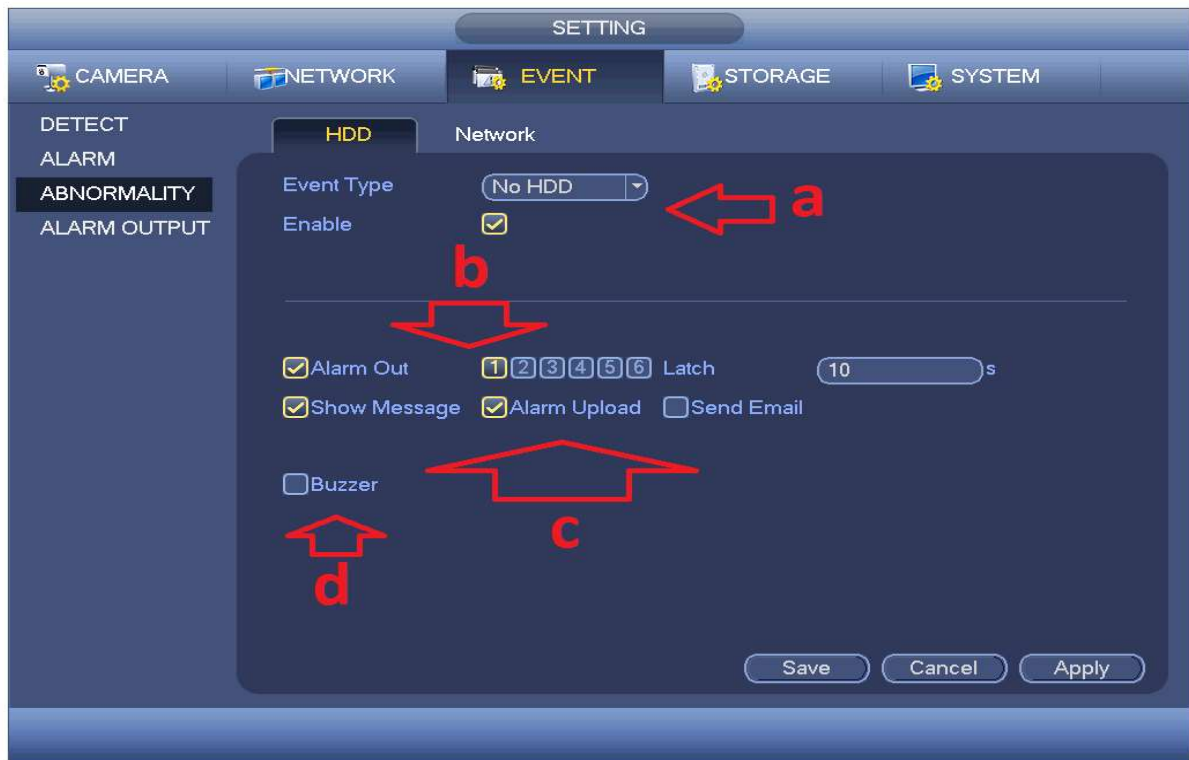 SETTING
CAMERA NETWORK EVENT STORAGE SYSTEM
DETECT
ALARM
ABNORMALITY
ALARM OUTPUT
HDD Network
Event Type No HDD
a
Enable
b
Alarm Out 1 2 3 4 5 6 Latch 10 s
Show Message Alarm Upload Send Email
Buzzer
c
d
Save Cancel Apply